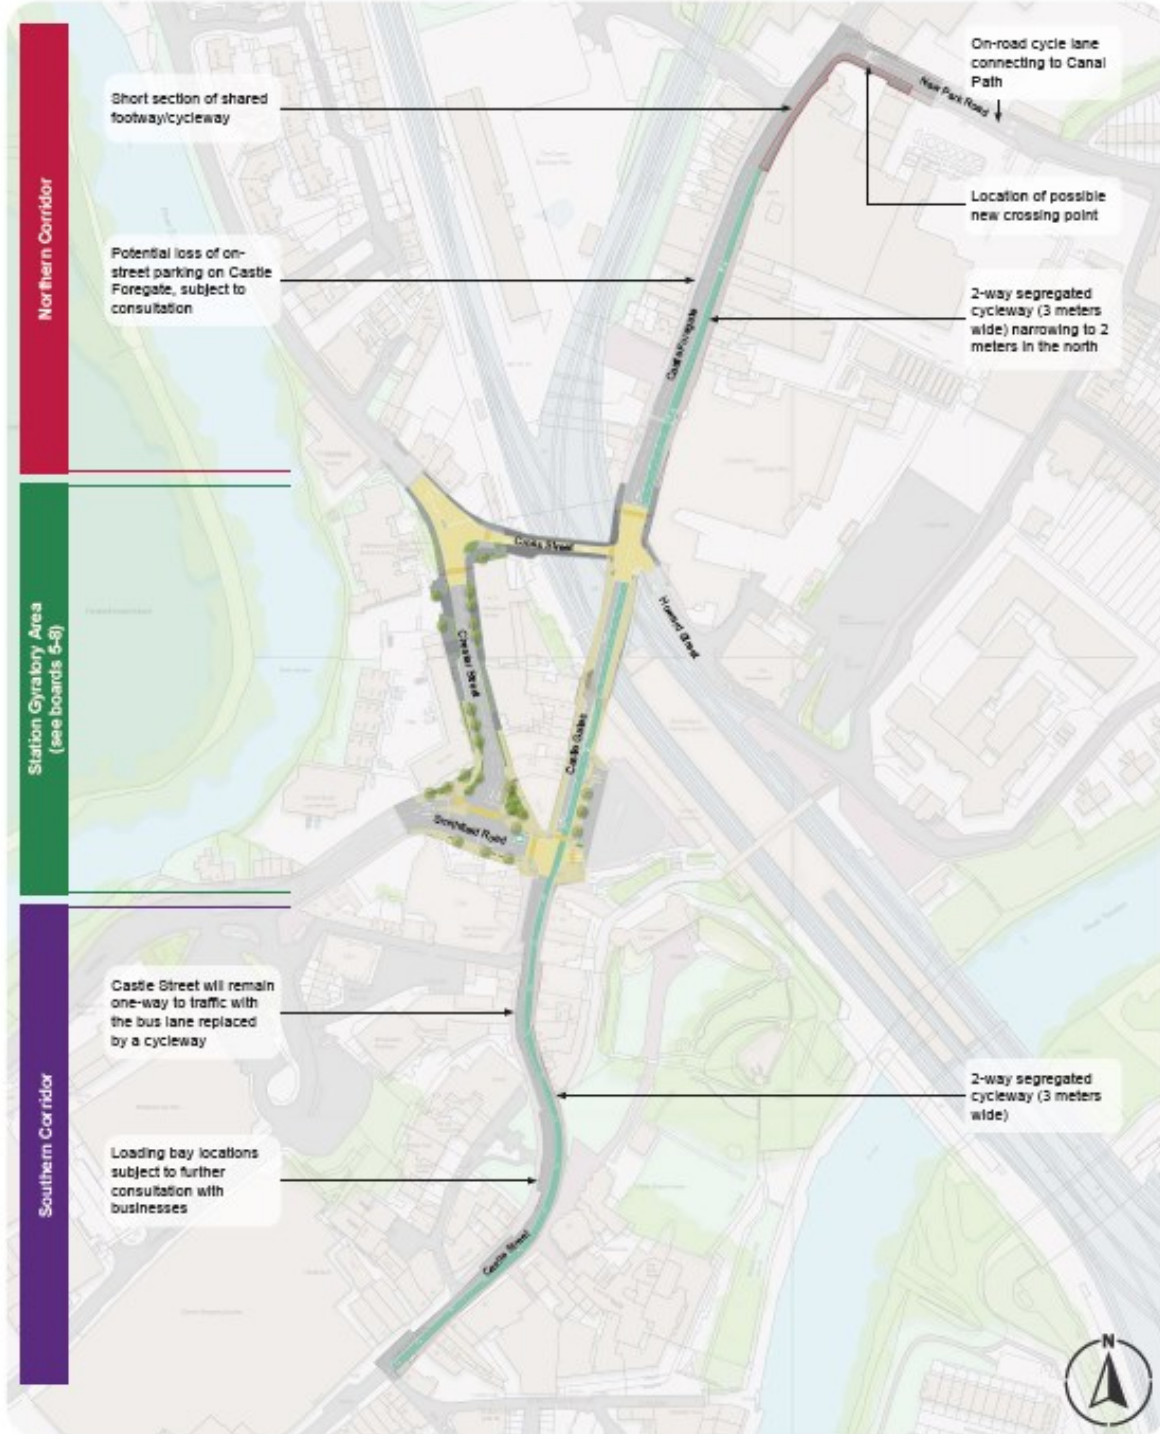 Northern Corridor
Station Gyratory Area
(see boards 5-8)
Southern Corridor
Short section of shared
footway/cycleway
On-road cycle lane
connecting to Canal
Path
New Park Road
Location of possible
new crossing point
Potential loss of on-
street parking on Castle
Foregate, subject to
consultation
2-way segregated
cycleway (3 meters
wide) narrowing to 2
meters in the north
Castle Foregate
Cross Street
Howard Street
Chester Street
Castle Gates
Smithfield Road
Castle Street will remain
one-way to traffic with
the bus lane replaced
by a cycleway
2-way segregated
cycleway (3 meters
wide)
Loading bay locations
subject to further
consultation with
businesses
Castle Street
N